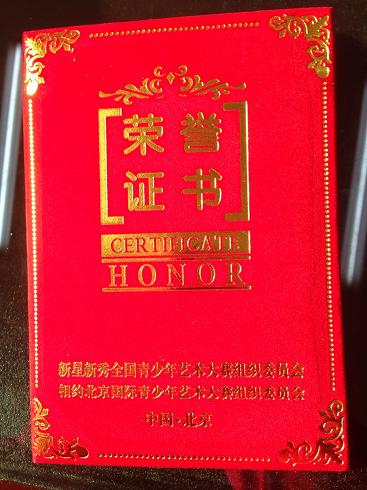 荣誉
证书
CERTIFICATE
HONOR
新星新秀全国青少年艺术大赛组织委员会
相约北京国际青少年艺术大赛组织委员会
中国·北京